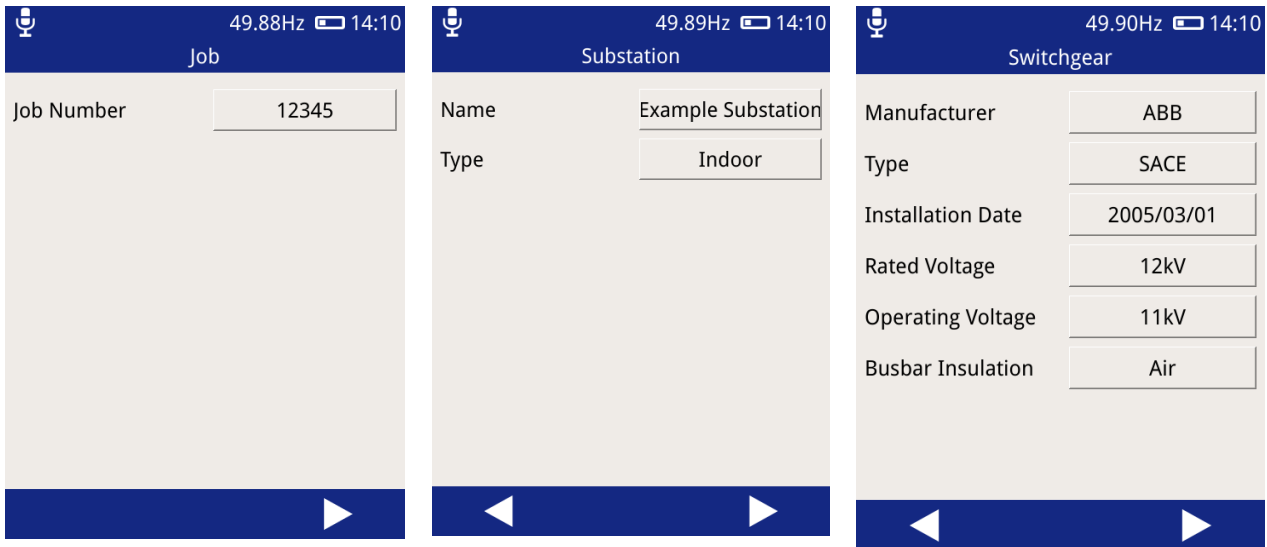 49.88Hz 14:10
Job
Job Number 12345
49.89Hz 14:10
Substation
Name Example Substation
Type Indoor
49.90Hz 14:10
Switchgear
Manufacturer ABB
Type SACE
Installation Date 2005/03/01
Rated Voltage 12kV
Operating Voltage 11kV
Busbar Insulation Air